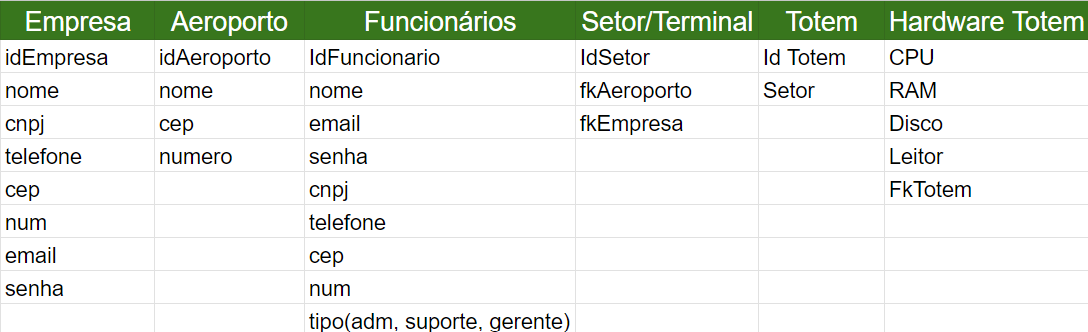 Empresa Aeroporto Funcionários Setor/Terminal Totem Hardware Totem
idEmpresa idAeroporto IdFuncionario IdSetor Id Totem CPU
nome nome nome fkAeroporto Setor RAM
cnpj cep email fkEmpresa Disco
telefone numero senha Leitor
cep cnpj FkTotem
num telefone
email cep
senha num
tipo(adm, suporte, gerente)